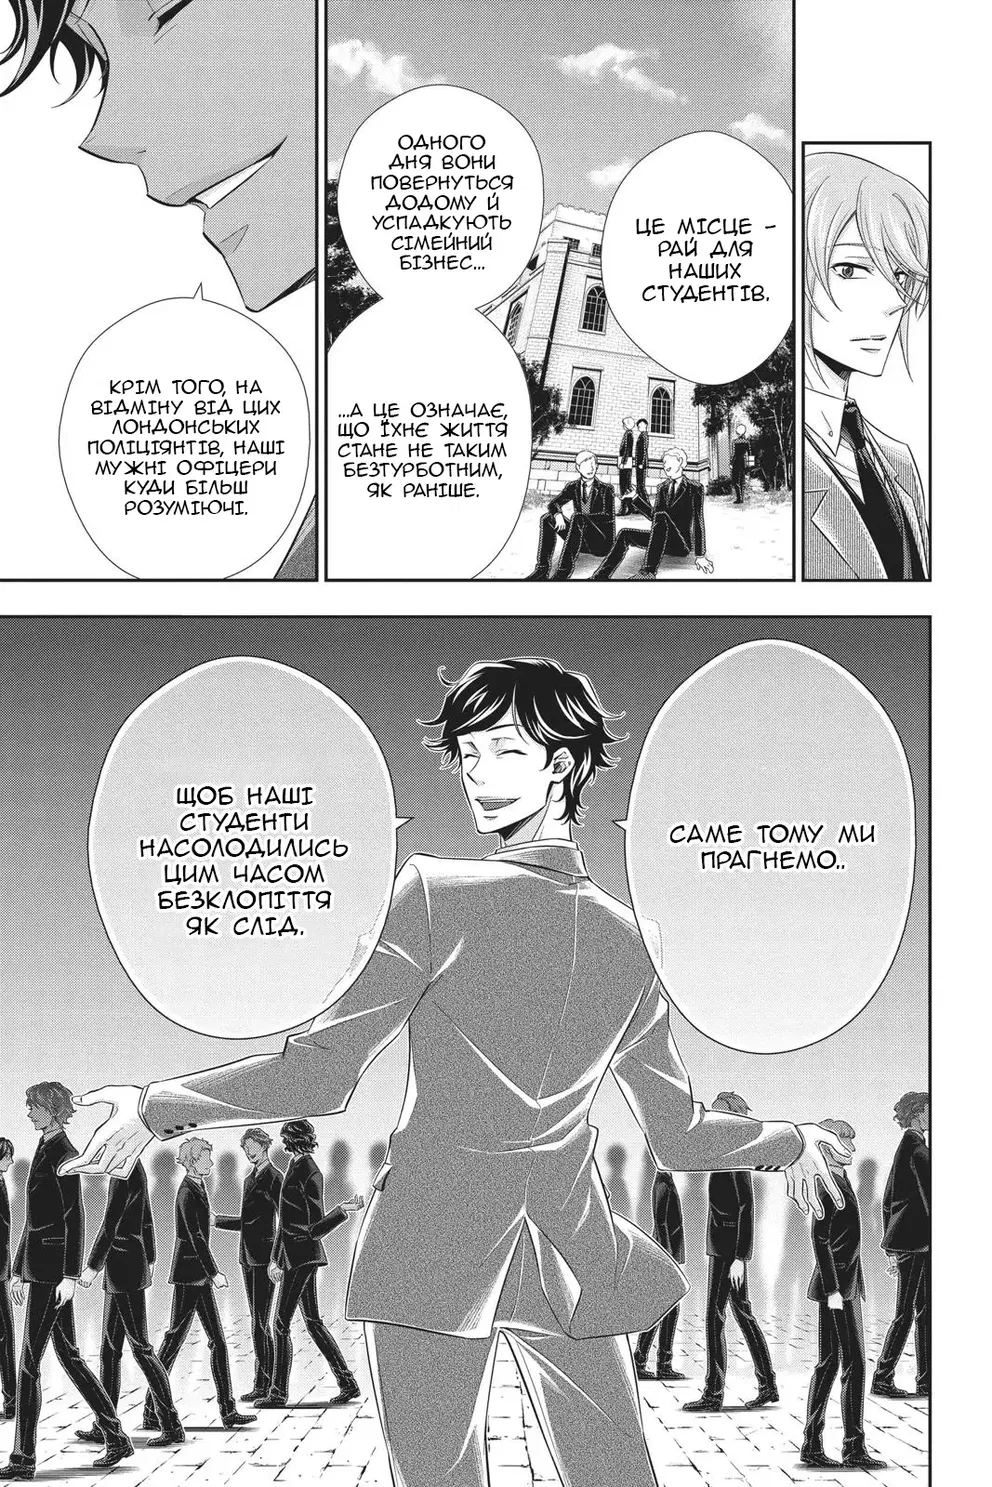 ЦЕ МІСЦЕ –
РАЙ ДЛЯ
НАШИХ
СТУДЕНТІВ.
ОДНОГО
ДНЯ ВОНИ
ПОВЕРНУТЬСЯ
ДОДОМУ Й
УСПАДКУЮТЬ
СІМЕЙНИЙ
БІЗНЕС...
...А ЦЕ ОЗНАЧАЄ,
ЩО ЇХНЄ ЖИТТЯ
СТАНЕ НЕ ТАКИМ
БЕЗТУРБОТНИМ,
ЯК РАНІШЕ.
КРІМ ТОГО, НА
ВІДМІНУ ВІД ЦИХ
ЛОНДОНСЬКИХ
ПОЛІЦІЯНТІВ, НАШІ
МУЖНІ ОФІЦЕРИ
КУДИ БІЛЬШ
РОЗУМІЮЧІ.
САМЕ ТОМУ МИ
ПРАГНЕМО..
ЩОБ НАШІ
СТУДЕНТИ
НАСОЛОДИЛИСЬ
ЦИМ ЧАСОМ
БЕЗКЛОПІТТЯ
ЯК СЛІД.